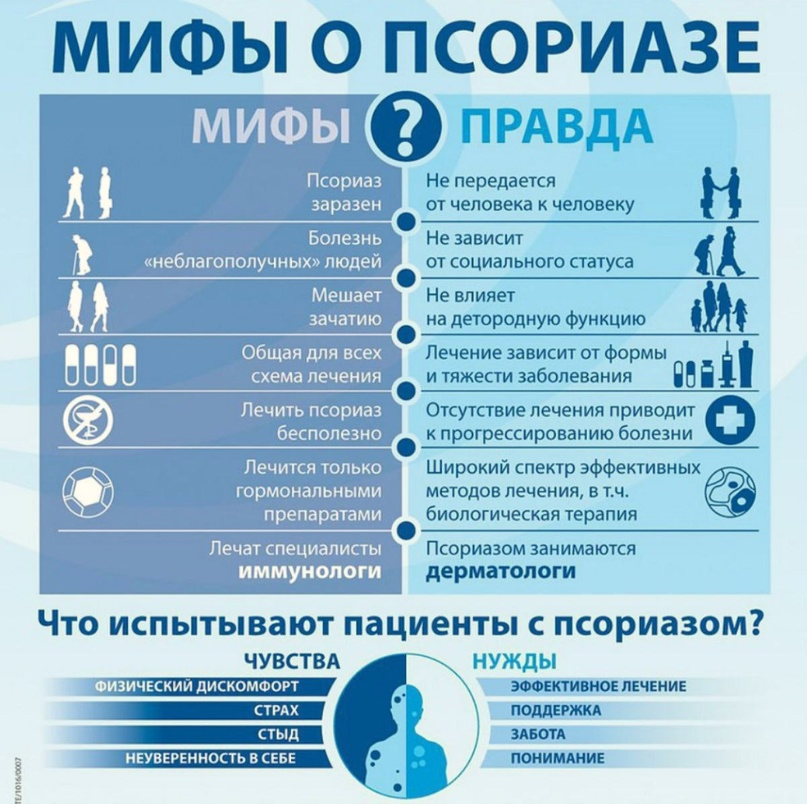 МИФЫ О ПСОРИАЗЕ
МИФЫ ? ПРАВДА
Псориаз
заразен
Не передается
от человека к человеку
Болезнь
«неблагополучных» людей
Не зависит
от социального статуса
Мешает
зачатию
Не влияет
на детородную функцию
Общая для всех
схема лечения
Лечение зависит от формы
и тяжести заболевания
Лечить псориаз
бесполезно
Отсутствие лечения приводит
к прогрессированию болезни
Лечится только
гормональными
препаратами
Широкий спектр эффективных
методов лечения, в т.ч.
биологическая терапия
Лечат специалисты
иммунологи
Псориазом занимаются
дерматологи
Что испытывают пациенты с псориазом?
ЧУВСТВА
ФИЗИЧЕСКИЙ ДИСКОМФОРТ
СТРАХ
СТЫД
НЕУВЕРЕННОСТЬ В СЕБЕ
НУЖДЫ
ЭФФЕКТИВНОЕ ЛЕЧЕНИЕ
ПОДДЕРЖКА
ЗАБОТА
ПОНИМАНИЕ